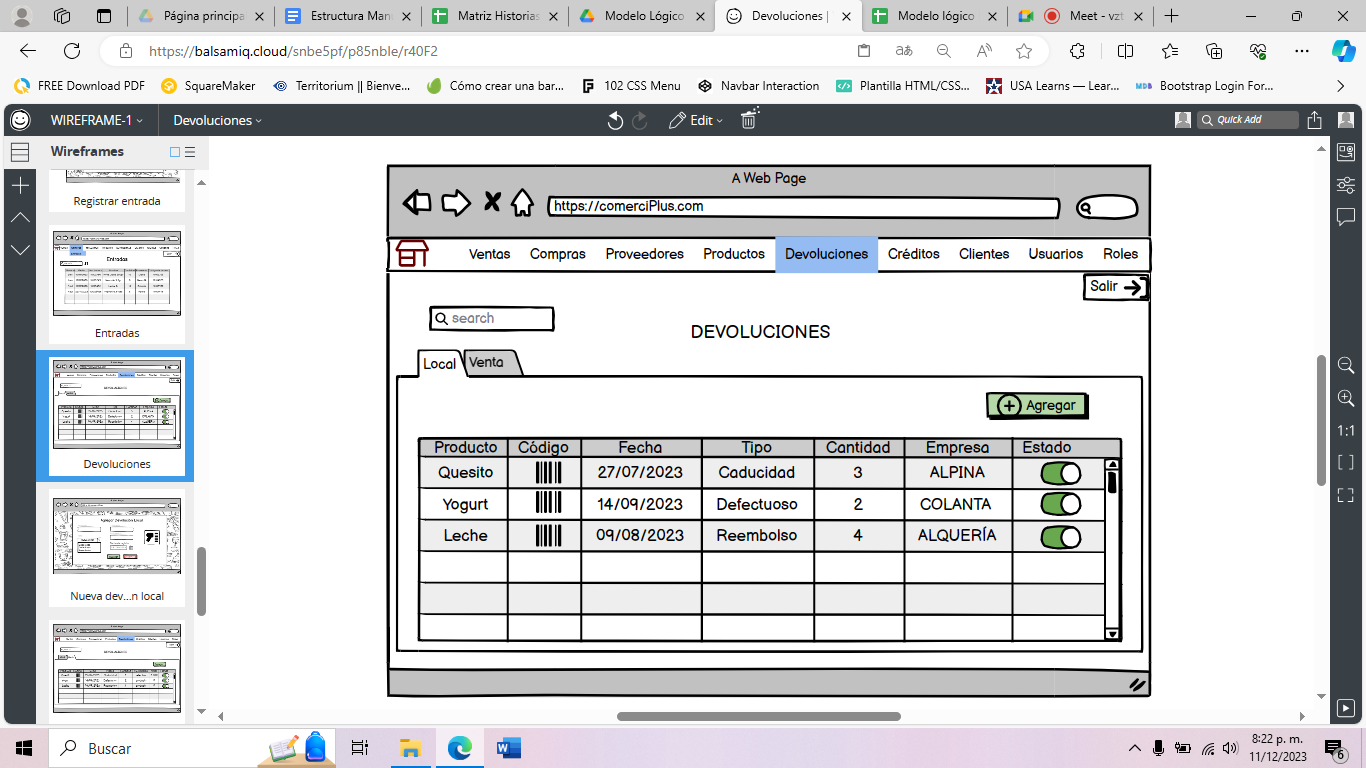 Página principa
Estructura Man
Matriz Historias
Modelo Lógico
Devoluciones |
Modelo lógico
Meet - vzt
https://balsamiq.cloud/snbe5pf/p85nble/r40F2
FREE Download PDF
SquareMaker
Territorium || Bienve...
Cómo crear una bar...
102 CSS Menu
Navbar Interaction
Plantilla HTML/CSS...
USA Learns — Lear...
Bootstrap Login For...
WIREFRAME-1
Devoluciones
Edit
Quick Add
Wireframes
Registrar entrada
Entradas
Devoluciones
Nueva dev...n local
1:1
A Web Page
https://comerciPlus.com
Ventas Compras Proveedores Productos Devoluciones Créditos Clientes Usuarios Roles
Salir
search
DEVOLUCIONES
Local Venta
Agregar
Producto Código Fecha Tipo Cantidad Empresa Estado
Quesito 27/07/2023 Caducidad 3 ALPINA
Yogurt 14/09/2023 Defectuoso 2 COLANTA
Leche 09/08/2023 Reembolso 4 ALQUERÍA
Buscar
8:22 p. m.
11/12/2023
6